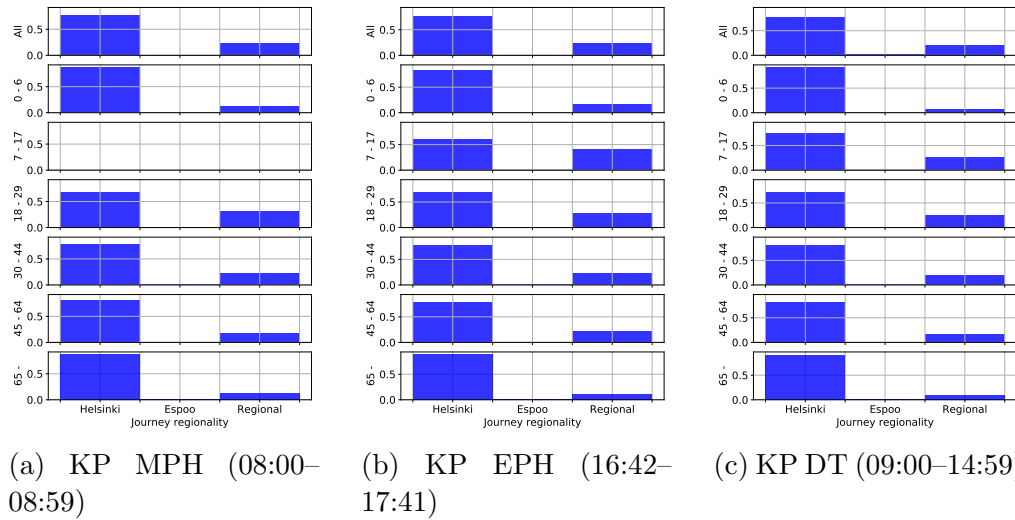 All
0.5
0.0
0 - 6
0.5
0.0
7 - 17
0.5
0.0
18 - 29
0.5
0.0
30 - 44
0.5
0.0
45 - 64
0.5
0.0
65 -
0.5
0.0
Helsinki Espoo Regional
Journey regionality
(a) KP MPH (08:00–
08:59)
All
0.5
0.0
0 - 6
0.5
0.0
7 - 17
0.5
0.0
18 - 29
0.5
0.0
30 - 44
0.5
0.0
45 - 64
0.5
0.0
65 -
0.5
0.0
Helsinki Espoo Regional
Journey regionality
(b) KP EPH (16:42–
17:41)
All
0.5
0.0
0 - 6
0.5
0.0
7 - 17
0.5
0.0
18 - 29
0.5
0.0
30 - 44
0.5
0.0
45 - 64
0.5
0.0
65 -
0.5
0.0
Helsinki Espoo Regional
Journey regionality
(c) KP DT (09:00–14:59)